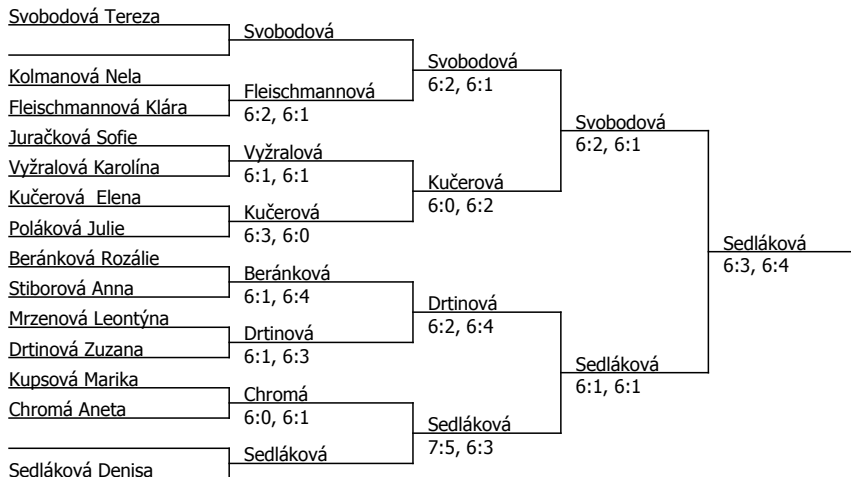 Svobodová Tereza
Svobodová
Svobodová
Kolmanová Nela
Fleischmannová
6:2, 6:1
Fleischmannová Klára
6:2, 6:1
Svobodová
Juračková Sofie
6:2, 6:1
Vyžralová
Vyžralová Karolína
6:1, 6:1
Kučerová
Kučerová  Elena
6:0, 6:2
Kučerová
Poláková Julie
6:3, 6:0
Sedláková
Beránková Rozálie
6:3, 6:4
Beránková
Stiborová Anna
6:1, 6:4
Drtinová
Mrzenová Leontýna
6:2, 6:4
Drtinová
Drtinová Zuzana
6:1, 6:3
Sedláková
Kupsová Marika
6:1, 6:1
Chromá
Chromá Aneta
6:0, 6:1
Sedláková
7:5, 6:3
Sedláková
Sedláková Denisa